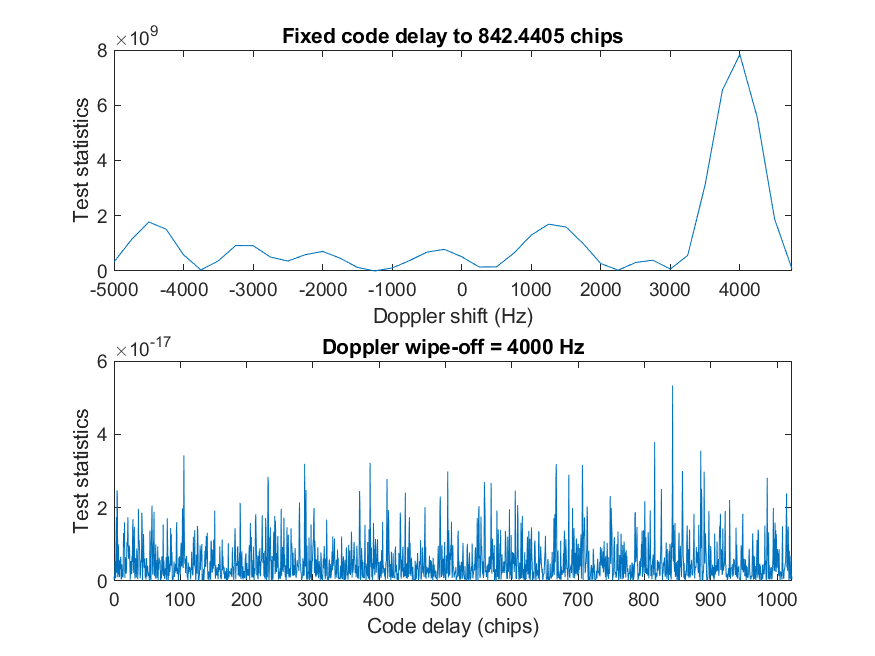 ×10^9
Fixed code delay to 842.4405 chips
8
6
4
2
0
Test statistics
-5000 -4000 -3000 -2000 -1000 0 1000 2000 3000 4000
Doppler shift (Hz)
×10^-17
Doppler wipe-off = 4000 Hz
6
4
2
0
Test statistics
0 100 200 300 400 500 600 700 800 900 1000
Code delay (chips)